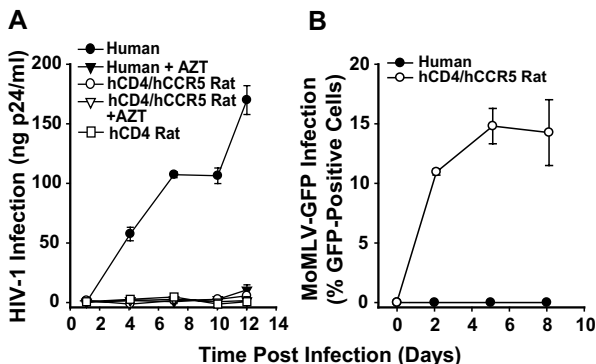 A
Human
Human + AZT
hCD4/hCCR5 Rat
hCD4/hCCR5 Rat
+AZT
hCD4 Rat
HIV-1 Infection (ng p24/ml)
200
150
100
50
0
0 2 4 6 8 10 12 14
B
Human
hCD4/hCCR5 Rat
MoMLV-GFP Infection
(% GFP-Positive Cells)
20
15
10
5
0
0 2 4 6 8
Time Post Infection (Days)